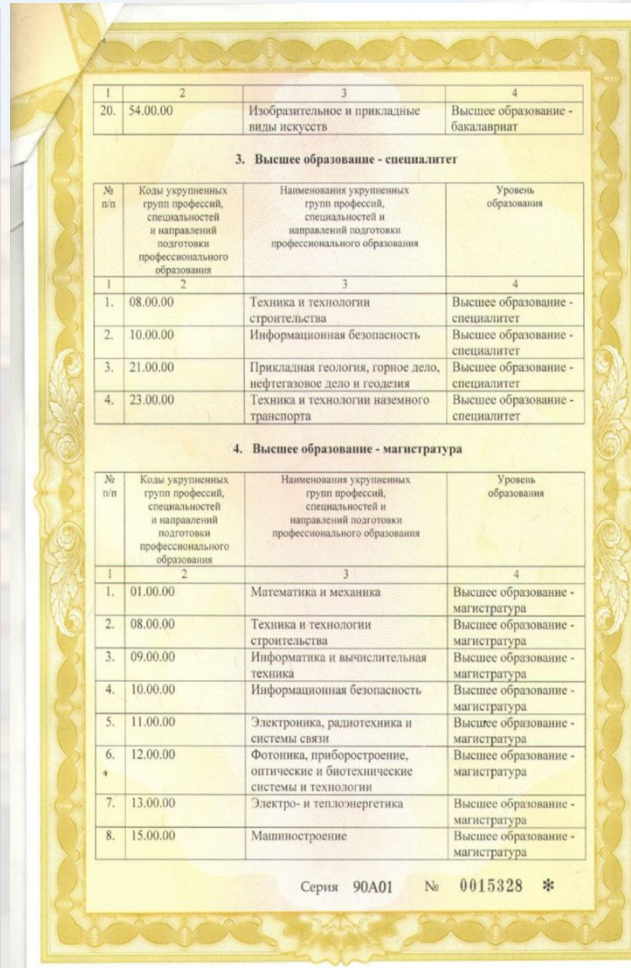 1 2 3 4
20. 54.00.00 Изобразительное и прикладные Высшее образование -
виды искусств бакалавриат
3. Высшее образование - специалитет
№ Коды укрупненных Наименования укрупненных Уровень
п/п групп профессий, групп профессий, образования
специальностей специальностей и
и направлений направлений подготовки
подготовки профессионального образования
профессионального
образования
1 2 3 4
1. 08.00.00 Техника и технологии Высшее образование -
строительства специалитет
2. 10.00.00 Информационная безопасность Высшее образование -
специалитет
3. 21.00.00 Прикладная геология, горное дело, Высшее образование -
нефтегазовое дело и геодезия специалитет
4. 23.00.00 Техника и технологии наземного Высшее образование -
транспорта специалитет
4. Высшее образование - магистратура
№ Коды укрупненных Наименования укрупненных Уровень
п/п групп профессий, групп профессий, образования
специальностей специальностей и
и направлений направлений подготовки
подготовки профессионального образования
профессионального
образования
1 2 3 4
1. 01.00.00 Математика и механика Высшее образование -
магистратура
2. 08.00.00 Техника и технологии Высшее образование -
строительства магистратура
3. 09.00.00 Информатика и вычислительная Высшее образование -
техника магистратура
4. 10.00.00 Информационная безопасность Высшее образование -
магистратура
5. 11.00.00 Электроника, радиотехника и Высшее образование -
системы связи магистратура
6. 12.00.00 Фотоника, приборостроение, Высшее образование -
оптические и биотехнические магистратура
системы и технологии
7. 13.00.00 Электро- и теплоэнергетика Высшее образование -
магистратура
8. 15.00.00 Машиностроение Высшее образование -
магистратура
Серия 90А01 № 0015328 *